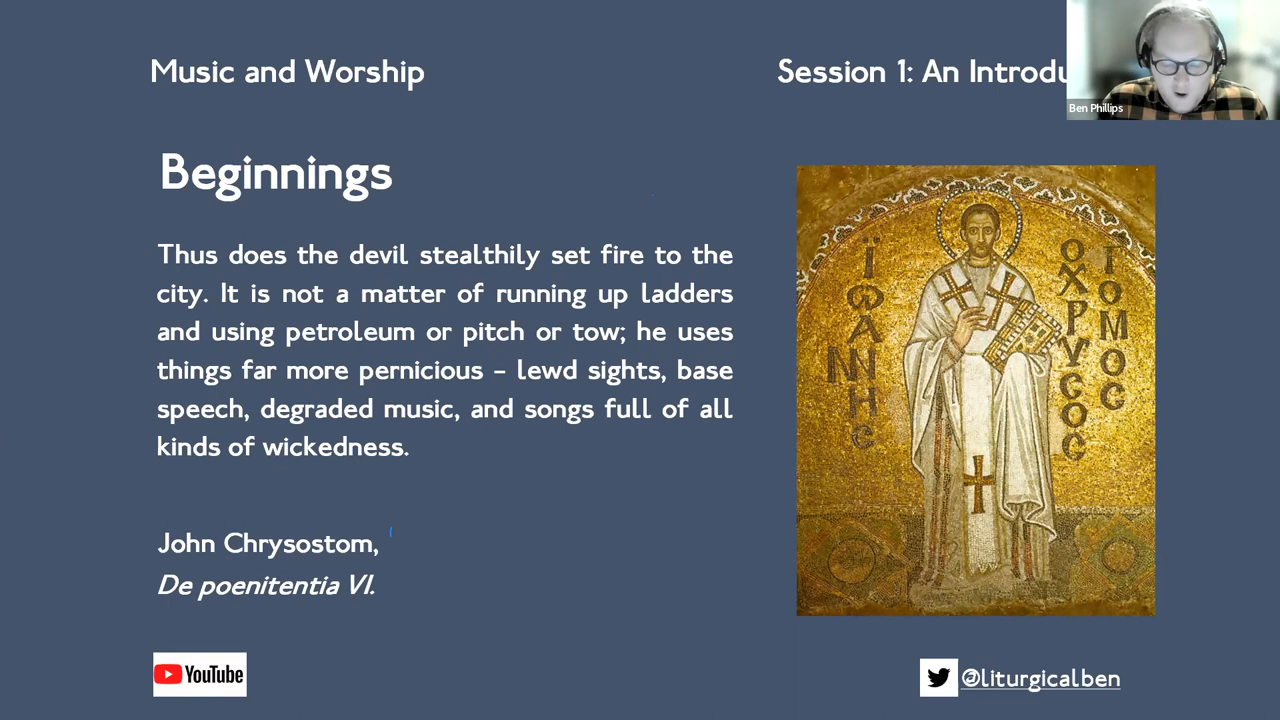 Music and Worship
Session 1: An Introdu
Ben Phillips
Beginnings
Thus does the devil stealthily set fire to the
city. It is not a matter of running up ladders
and using petroleum or pitch or tow; he uses
things far more pernicious – lewd sights, base
speech, degraded music, and songs full of all
kinds of wickedness.
John Chrysostom,
De poenitentia VI.
Ϊ
Ѡ
Α
ΝΝ
Η
С
Ο
Χ
Ρ
Υ
С
Ο
С
Τ
Ο
Μ
Ο
С
YouTube
@liturgicalben